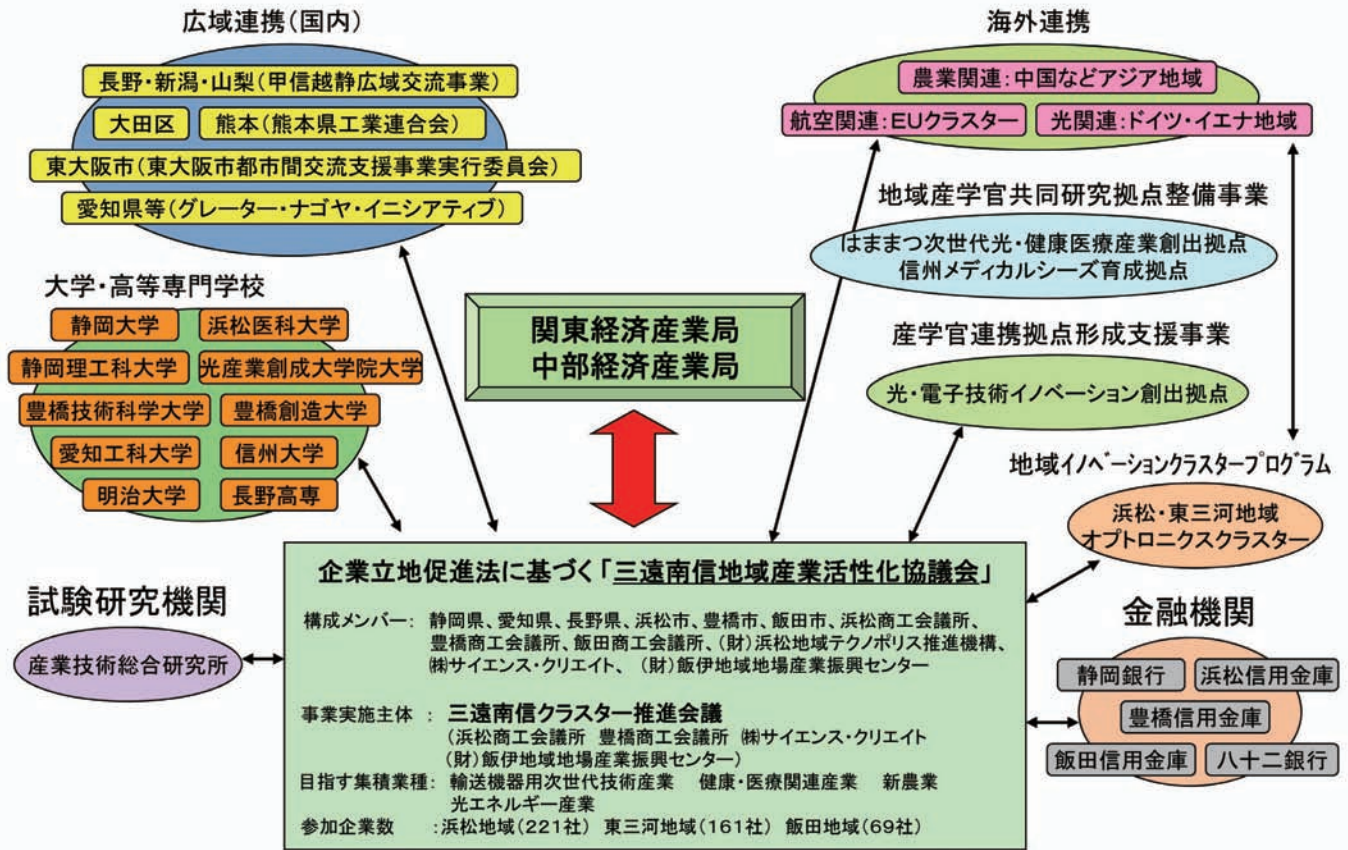 広域連携(国内)
長野・新潟・山梨(甲信越静広域交流事業)
大田区
熊本(熊本県工業連合会)
東大阪市(東大阪市都市間交流支援事業実行委員会)
愛知県等(グレーター・ナゴヤ・イニシアティブ)
海外連携
農業関連:中国などアジア地域
航空関連:EUクラスター
光関連:ドイツ・イエナ地域
地域産学官共同研究拠点整備事業
はままつ次世代光・健康医療産業創出拠点
信州メディカルシーズ育成拠点
大学・高等専門学校
静岡大学
浜松医科大学
静岡理工科大学
光産業創成大学院大学
豊橋技術科学大学
豊橋創造大学
愛知工科大学
信州大学
明治大学
長野高専
関東経済産業局
中部経済産業局
産学官連携拠点形成支援事業
光・電子技術イノベーション創出拠点
地域イノベーションクラスタープログラム
浜松・東三河地域
オプトロニクスクラスター
試験研究機関
産業技術総合研究所
企業立地促進法に基づく「三遠南信地域産業活性化協議会」
構成メンバー: 静岡県、愛知県、長野県、浜松市、豊橋市、飯田市、浜松商工会議所、
豊橋商工会議所、飯田商工会議所、(財)浜松地域テクノポリス推進機構、
㈱サイエンス・クリエイト、 (財)飯伊地域地場産業振興センター
事業実施主体 : 三遠南信クラスター推進会議
(浜松商工会議所 豊橋商工会議所 ㈱サイエンス・クリエイト
(財)飯伊地域地場産業振興センター)
目指す集積業種: 輸送機器用次世代技術産業 健康・医療関連産業 新農業
光エネルギー産業
参加企業数 :浜松地域(221社) 東三河地域(161社) 飯田地域(69社)
金融機関
静岡銀行
浜松信用金庫
豊橋信用金庫
飯田信用金庫
八十二銀行